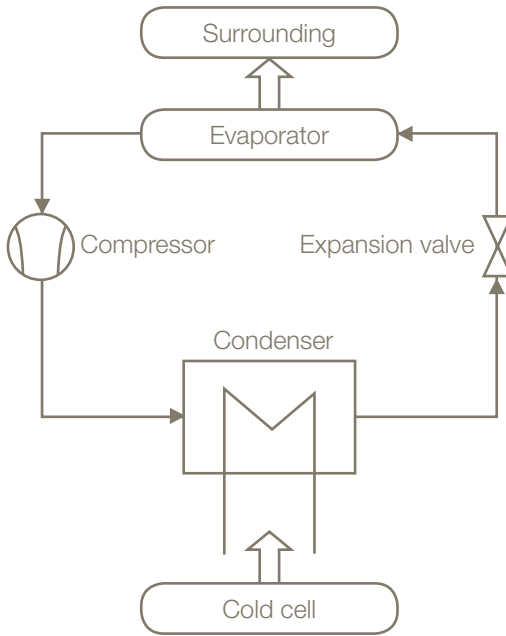 Surrounding
Evaporator
Compressor
Expansion valve
Condenser
Cold cell